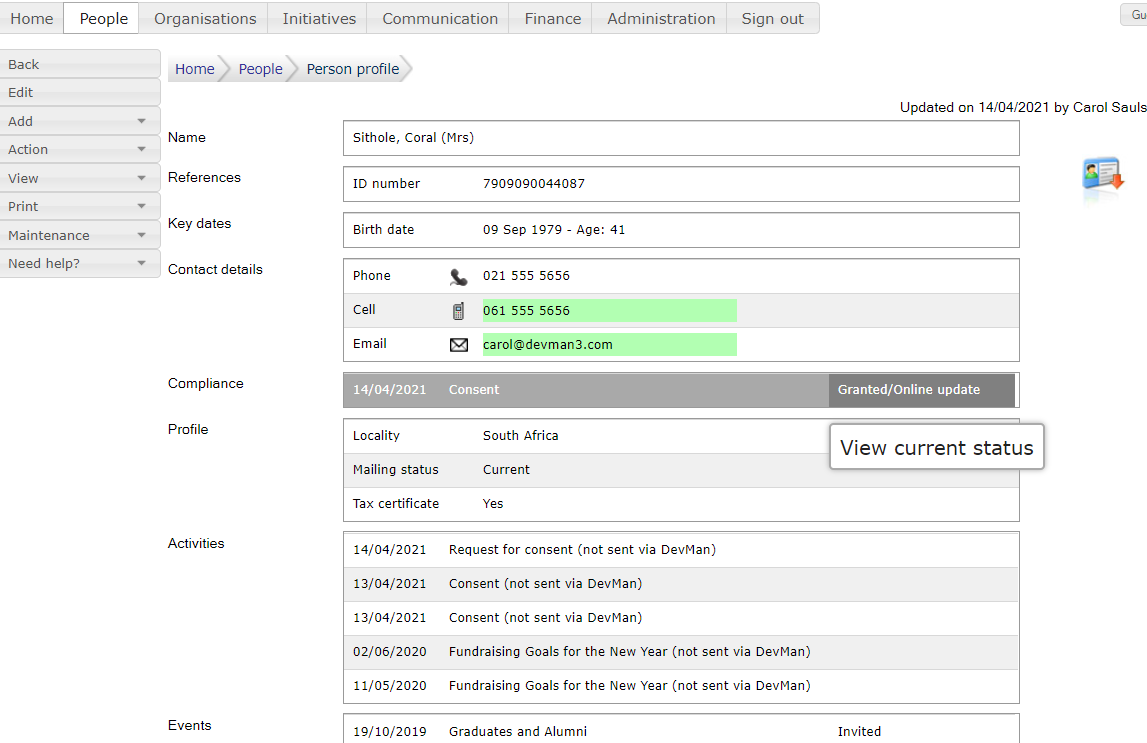 Home People Organisations Initiatives Communication Finance Administration Sign out Gu
Back
Edit
Add
Action
View
Print
Maintenance
Need help?
Home People Person profile
Updated on 14/04/2021 by Carol Sauls
Name Sithole, Coral (Mrs)
References ID number 7909090044087
Key dates Birth date 09 Sep 1979 - Age: 41
Contact details Phone 021 555 5656
Cell 061 555 5656
Email carol@devman3.com
Compliance 14/04/2021 Consent Granted/Online update
Profile Locality South Africa
View current status
Mailing status Current
Tax certificate Yes
Activities 14/04/2021 Request for consent (not sent via DevMan)
13/04/2021 Consent (not sent via DevMan)
13/04/2021 Consent (not sent via DevMan)
02/06/2020 Fundraising Goals for the New Year (not sent via DevMan)
11/05/2020 Fundraising Goals for the New Year (not sent via DevMan)
Events 19/10/2019 Graduates and Alumni Invited